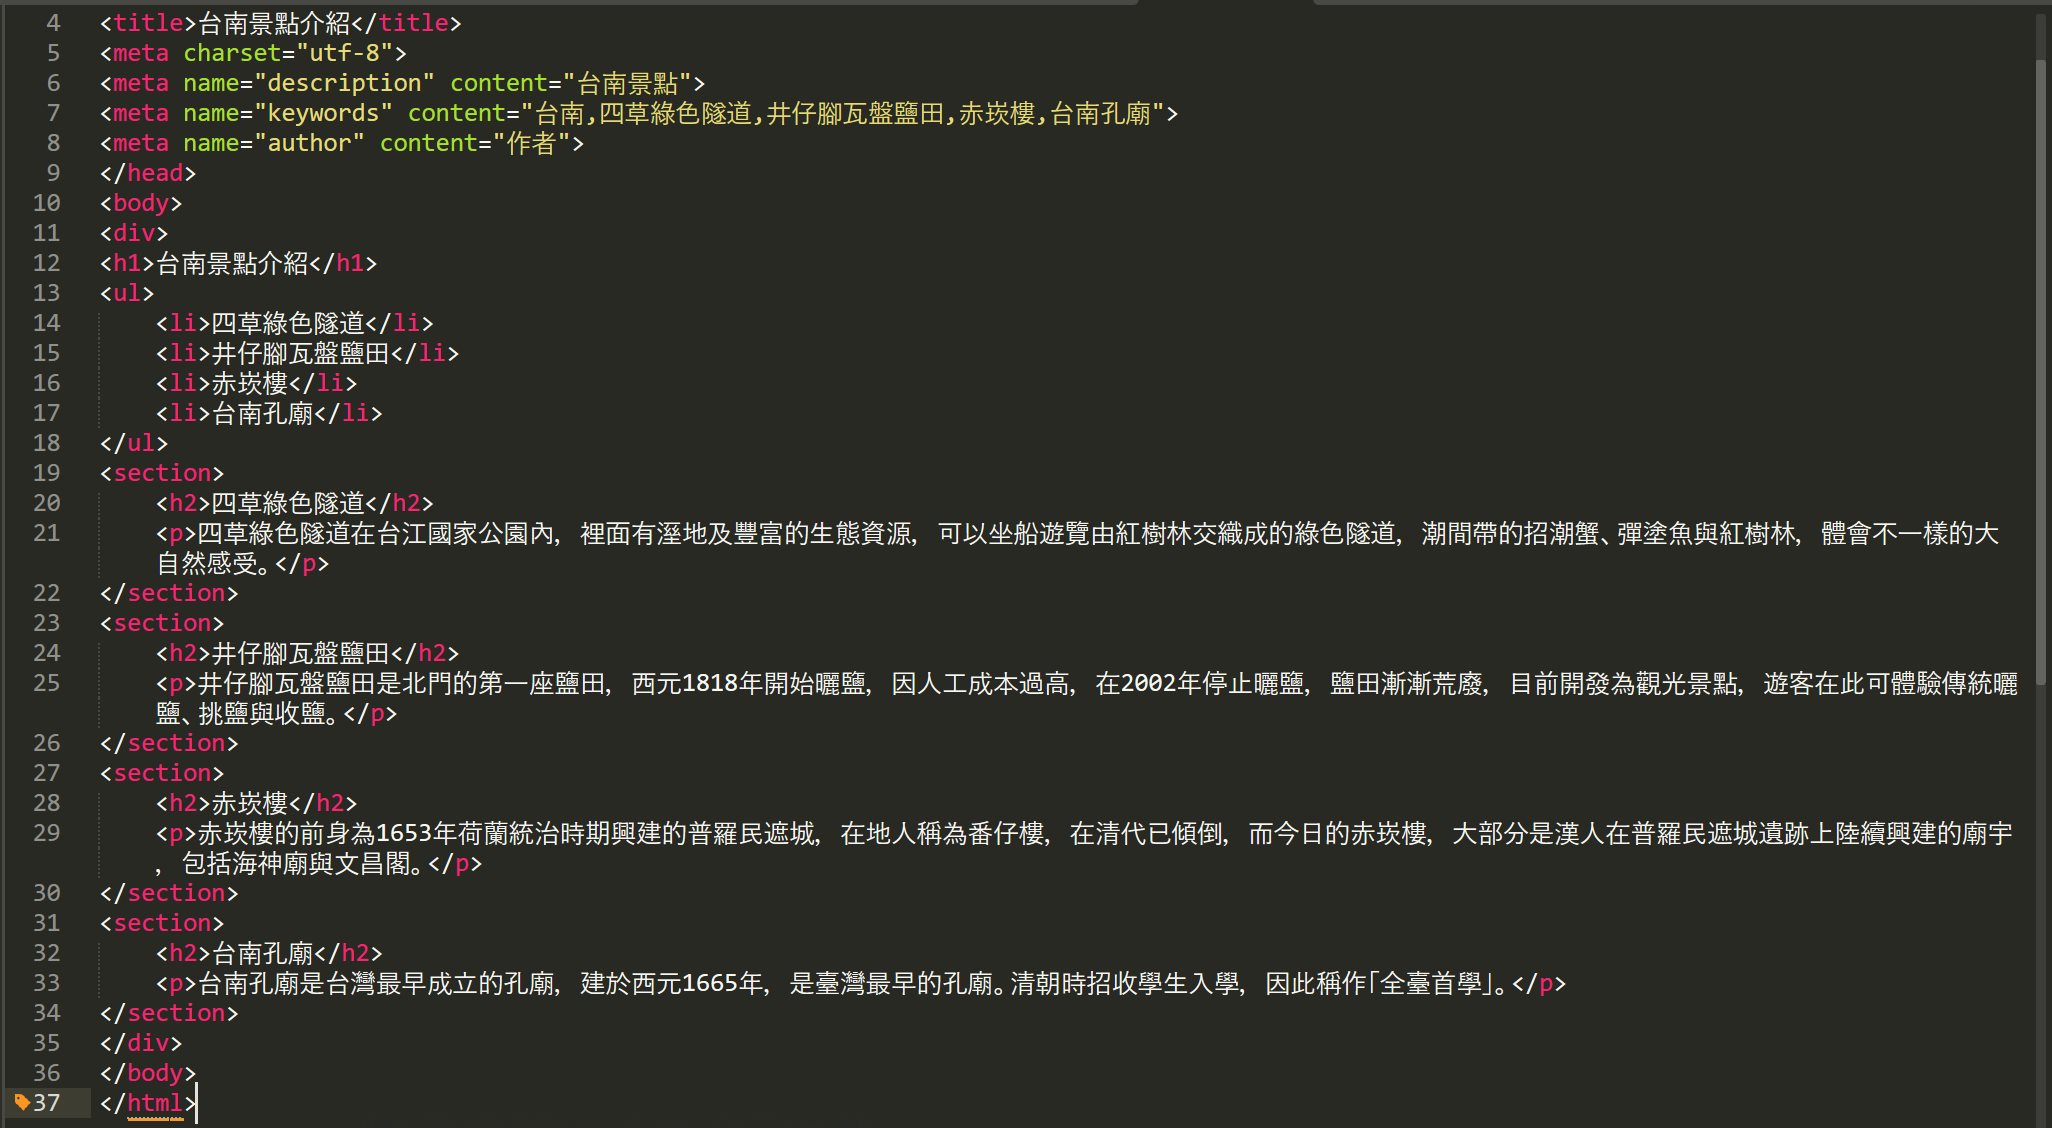 4 <title>台南景點介紹</title>
5 <meta charset="utf-8">
6 <meta name="description" content="台南景點">
7 <meta name="keywords" content="台南,四草綠色隧道,井仔腳瓦盤鹽田,赤崁樓,台南孔廟">
8 <meta name="author" content="作者">
9 </head>
10 <body>
11 <div>
12 <h1>台南景點介紹</h1>
13 <ul>
14 <li>四草綠色隧道</li>
15 <li>井仔腳瓦盤鹽田</li>
16 <li>赤崁樓</li>
17 <li>台南孔廟</li>
18 </ul>
19 <section>
20 <h2>四草綠色隧道</h2>
21 <p>四草綠色隧道在台江國家公園內，裡面有溼地及豐富的生態資源，可以坐船遊覽由紅樹林交織成的綠色隧道，潮間帶的招潮蟹、彈塗魚與紅樹林，體會不一樣的大
自然感受。</p>
22 </section>
23 <section>
24 <h2>井仔腳瓦盤鹽田</h2>
25 <p>井仔腳瓦盤鹽田是北門的第一座鹽田，西元1818年開始曬鹽，因人工成本過高，在2002年停止曬鹽，鹽田漸漸荒廢，目前開發為觀光景點，遊客在此可體驗傳統曬
鹽、挑鹽與收鹽。</p>
26 </section>
27 <section>
28 <h2>赤崁樓</h2>
29 <p>赤崁樓的前身為1653年荷蘭統治時期興建的普羅民遮城，在地人稱為番仔樓，在清代已傾倒，而今日的赤崁樓，大部分是漢人在普羅民遮城遺跡上陸續興建的廟宇
，包括海神廟與文昌閣。</p>
30 </section>
31 <section>
32 <h2>台南孔廟</h2>
33 <p>台南孔廟是台灣最早成立的孔廟，建於西元1665年，是臺灣最早的孔廟。清朝時招收學生入學，因此稱作「全臺首學」。</p>
34 </section>
35 </div>
36 </body>
37 </html>